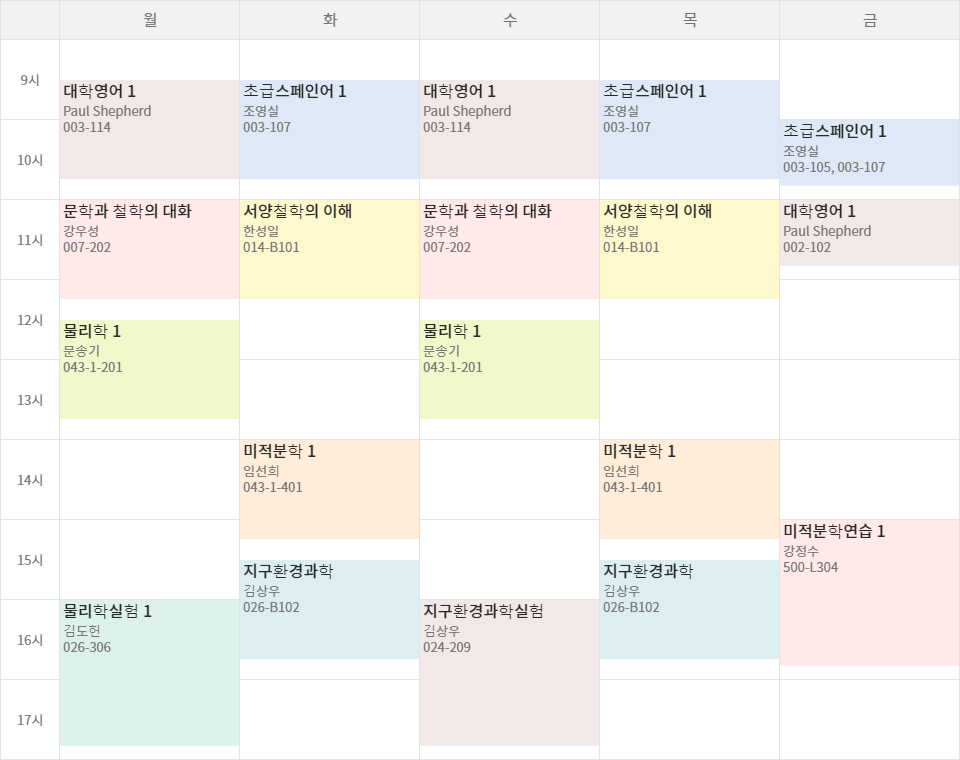 월 화 수 목 금
9시
대학영어 1
Paul Shepherd
003-114
초급스페인어 1
조영실
003-107
대학영어 1
Paul Shepherd
003-114
초급스페인어 1
조영실
003-107
10시
초급스페인어 1
조영실
003-105, 003-107
11시
문학과 철학의 대화
강우성
007-202
서양철학의 이해
한성일
014-B101
문학과 철학의 대화
강우성
007-202
서양철학의 이해
한성일
014-B101
대학영어 1
Paul Shepherd
002-102
12시
물리학 1
문송기
043-1-201
물리학 1
문송기
043-1-201
13시
14시
미적분학 1
임선희
043-1-401
미적분학 1
임선희
043-1-401
15시
지구환경과학
김상우
026-B102
지구환경과학
김상우
026-B102
미적분학연습 1
강정수
500-L304
16시
물리학실험 1
김도헌
026-306
지구환경과학실험
김상우
024-209
17시